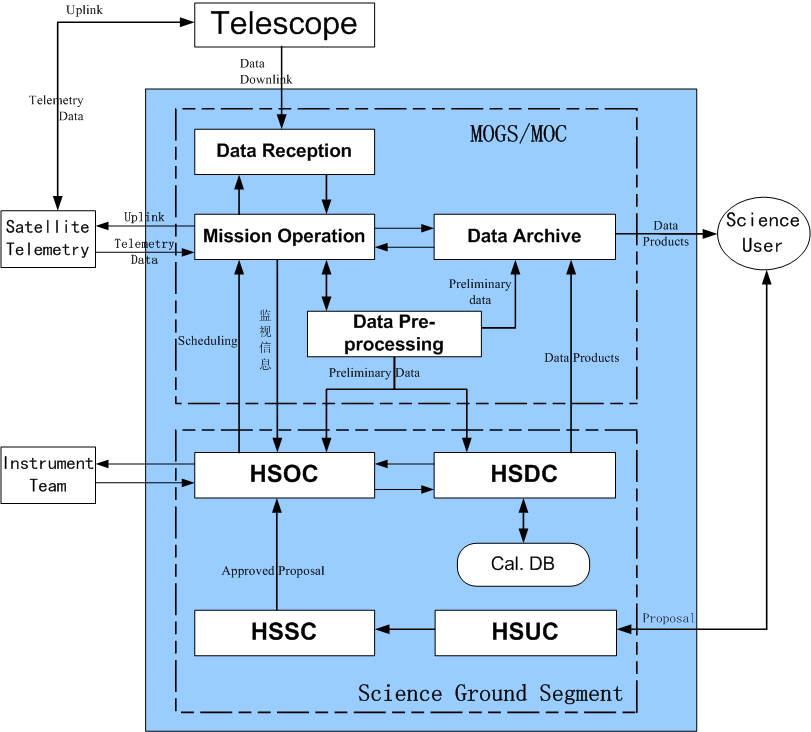 Uplink
Telescope
Data
Downlink
Telemetry
Data
MOGS/MOC
Data Reception
Satellite
Telemetry
Uplink
Telemetry
Data
Mission Operation
Data Archive
Data
Products
Science
User
Preliminary
data
监视信息
Scheduling
Data Pre-
processing
Data Products
Preliminary Data
Instrument
Team
HSOC
HSDC
Cal. DB
Approved Proposal
HSSC
HSUC
Proposal
Science Ground Segment